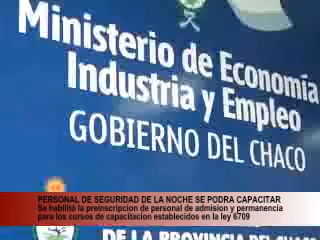 Ministerio de Economía
Industria y Empleo
GOBIERNO DEL CHACO
PERSONAL DE SEGURIDAD DE LA NOCHE SE PODRA CAPACITAR
Se habilitó la preinscripcion de personal de admision y permanencia
para los cursos de capacitacion establecidos en la ley 6709
DE LA PROVINCIA DEL CHACO